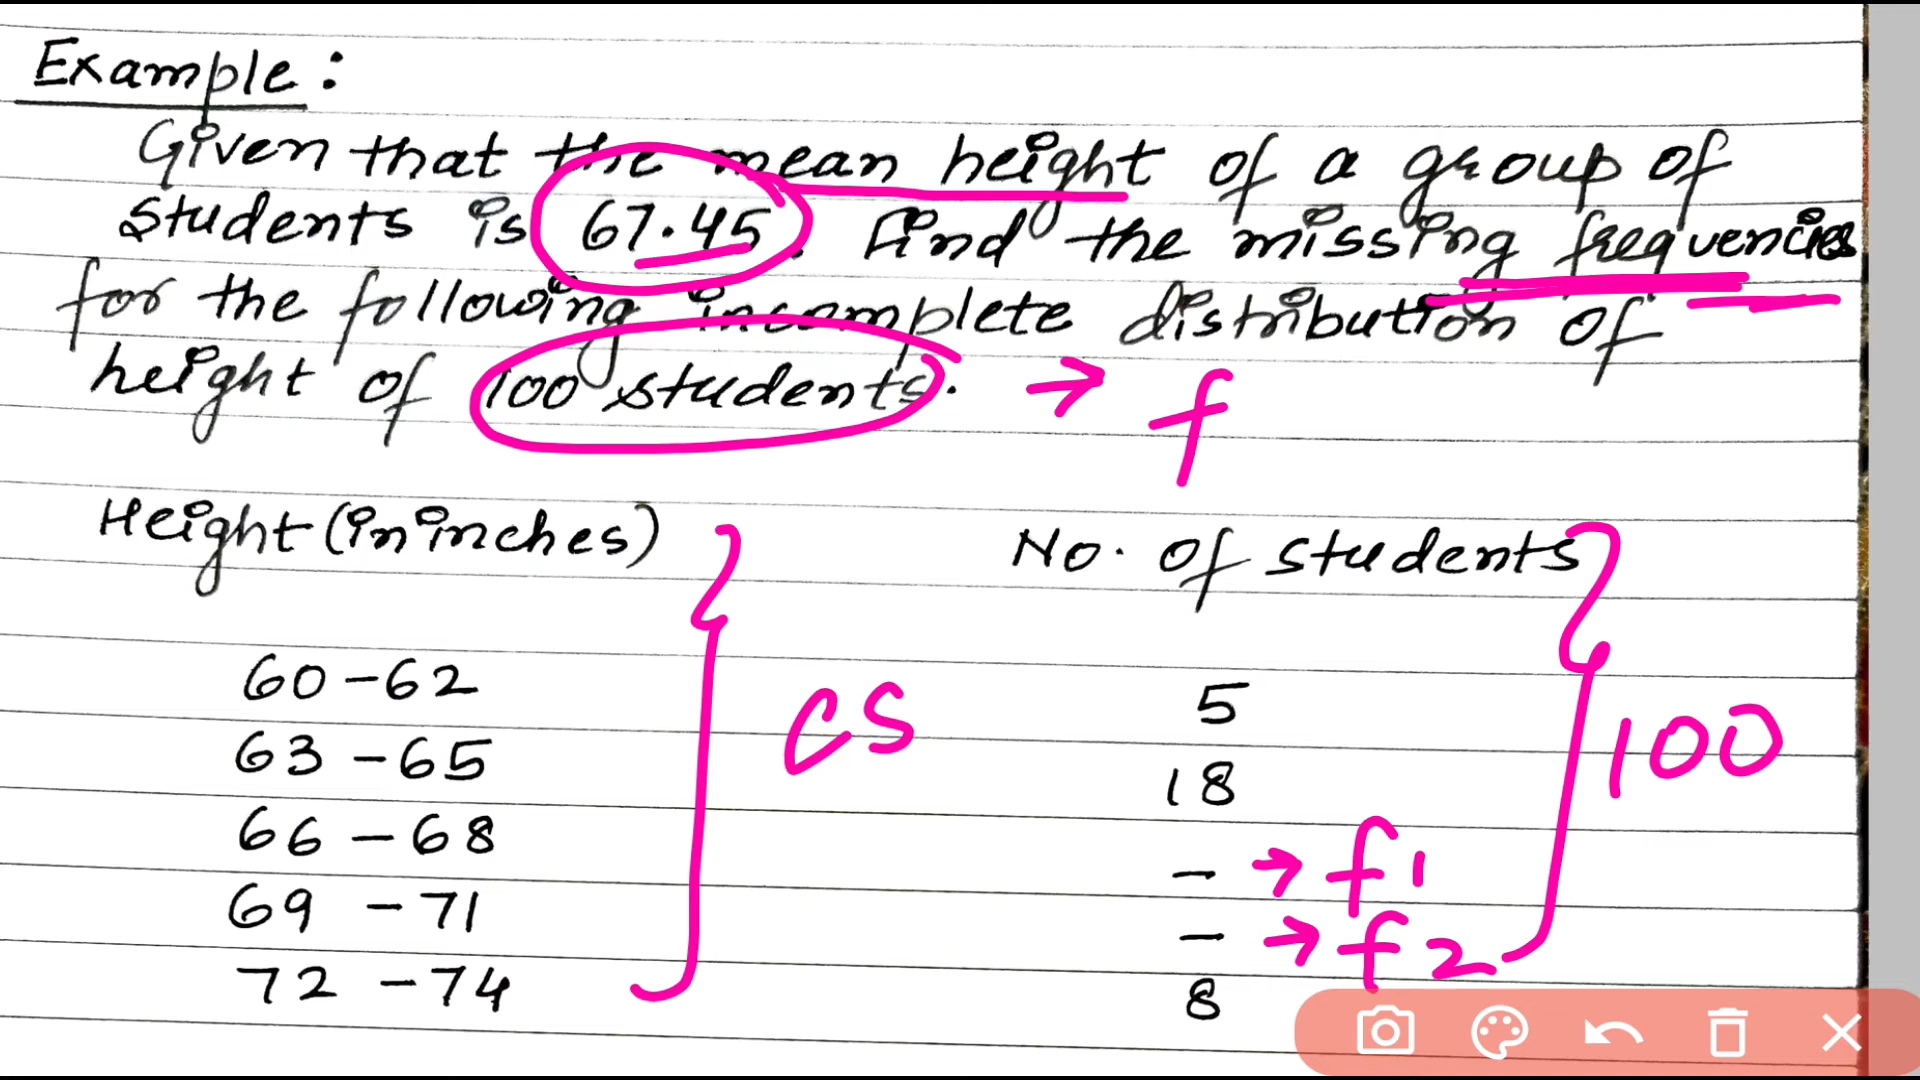 Example :
Given that the mean height of a group of
students is 67.45. Find the missing frequencies
for the following incomplete distribution of
height of 100 students. → f
Height (in inches) No. of students
60 - 62 5
63 - 65 18
66 - 68 - → f1
69 - 71 - → f2
72 - 74 8
CS
100